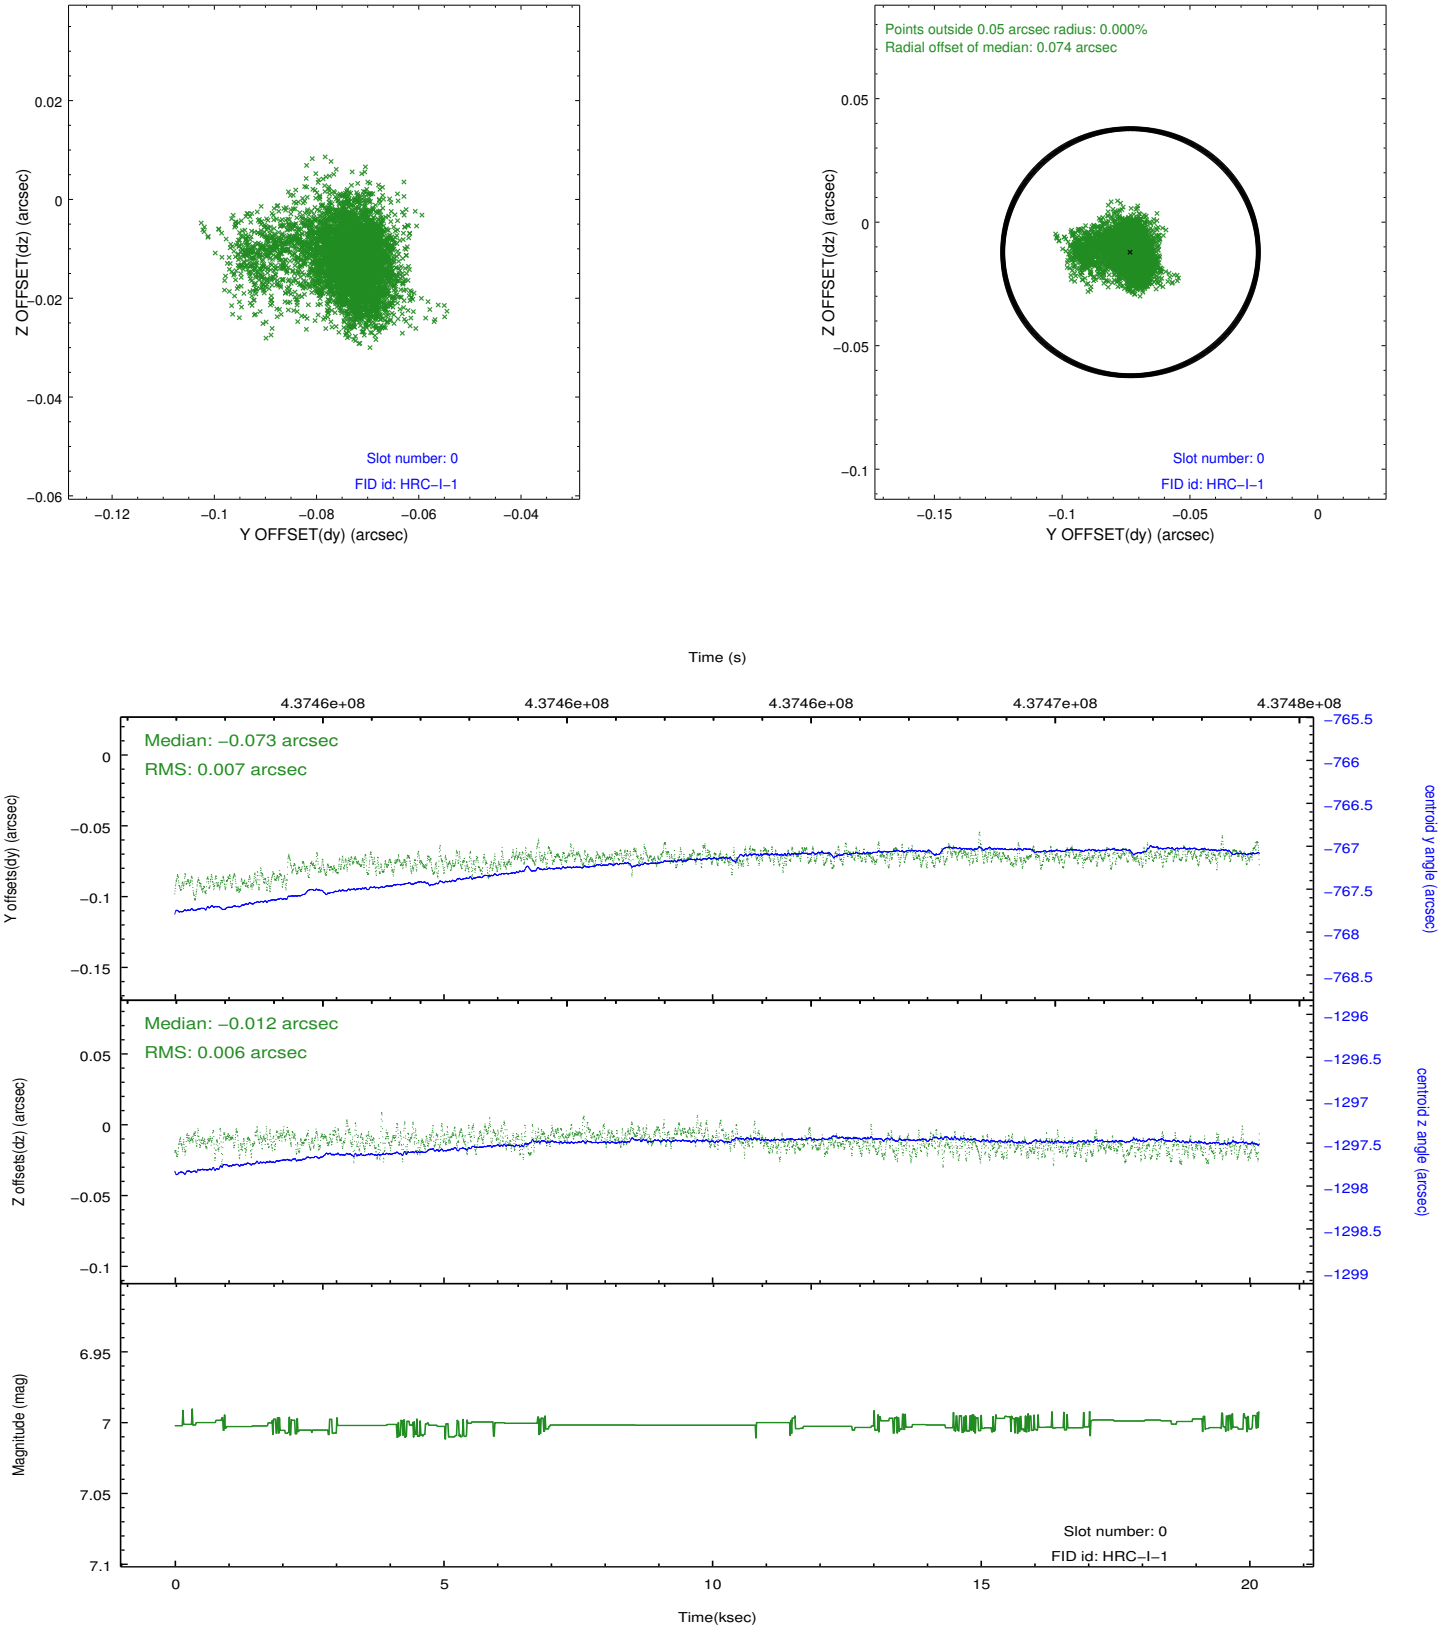 0.02
0
−0.02
−0.04
−0.06
Z OFFSET(dz) (arcsec)
Slot number: 0
FID id: HRC−I−1
−0.12
−0.1
−0.08
−0.06
−0.04
Y OFFSET(dy) (arcsec)
Points outside 0.05 arcsec radius: 0.000%
Radial offset of median: 0.074 arcsec
0.05
0
−0.05
−0.1
Z OFFSET(dz) (arcsec)
Slot number: 0
FID id: HRC−I−1
−0.15
−0.1
−0.05
0
Y OFFSET(dy) (arcsec)
Time (s)
4.3746e+08
4.3746e+08
4.3746e+08
4.3747e+08
4.3748e+08
Median: −0.073 arcsec
RMS: 0.007 arcsec
0
−0.05
−0.1
−0.15
Y offsets(dy) (arcsec)
−765.5
−766
−766.5
−767
−767.5
−768
−768.5
centroid y angle (arcsec)
Median: −0.012 arcsec
RMS: 0.006 arcsec
0.05
0
−0.05
−0.1
Z offsets(dz) (arcsec)
−1296
−1296.5
−1297
−1297.5
−1298
−1298.5
−1299
centroid z angle (arcsec)
6.95
7
7.05
7.1
Magnitude (mag)
Slot number: 0
FID id: HRC−I−1
0
5
10
15
20
Time(ksec)